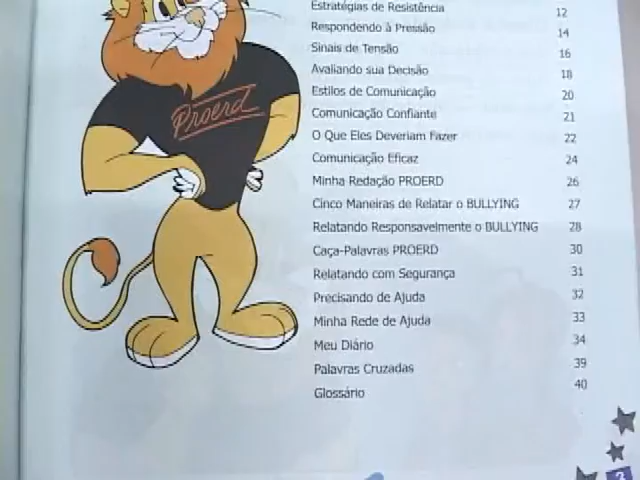 Estratégias de Resistência 12
Respondendo à Pressão 14
Sinais de Tensão 16
Avaliando sua Decisão 18
Estilos de Comunicação 20
Comunicação Confiante 21
O Que Eles Deveriam Fazer 22
Comunicação Eficaz 24
Minha Redação PROERD 26
Cinco Maneiras de Relatar o BULLYING 27
Relatando Responsavelmente o BULLYING 28
Caça-Palavras PROERD 30
Relatando com Segurança 31
Precisando de Ajuda 32
Minha Rede de Ajuda 33
Meu Diário 34
Palavras Cruzadas 39
Glossário 40
Proerd